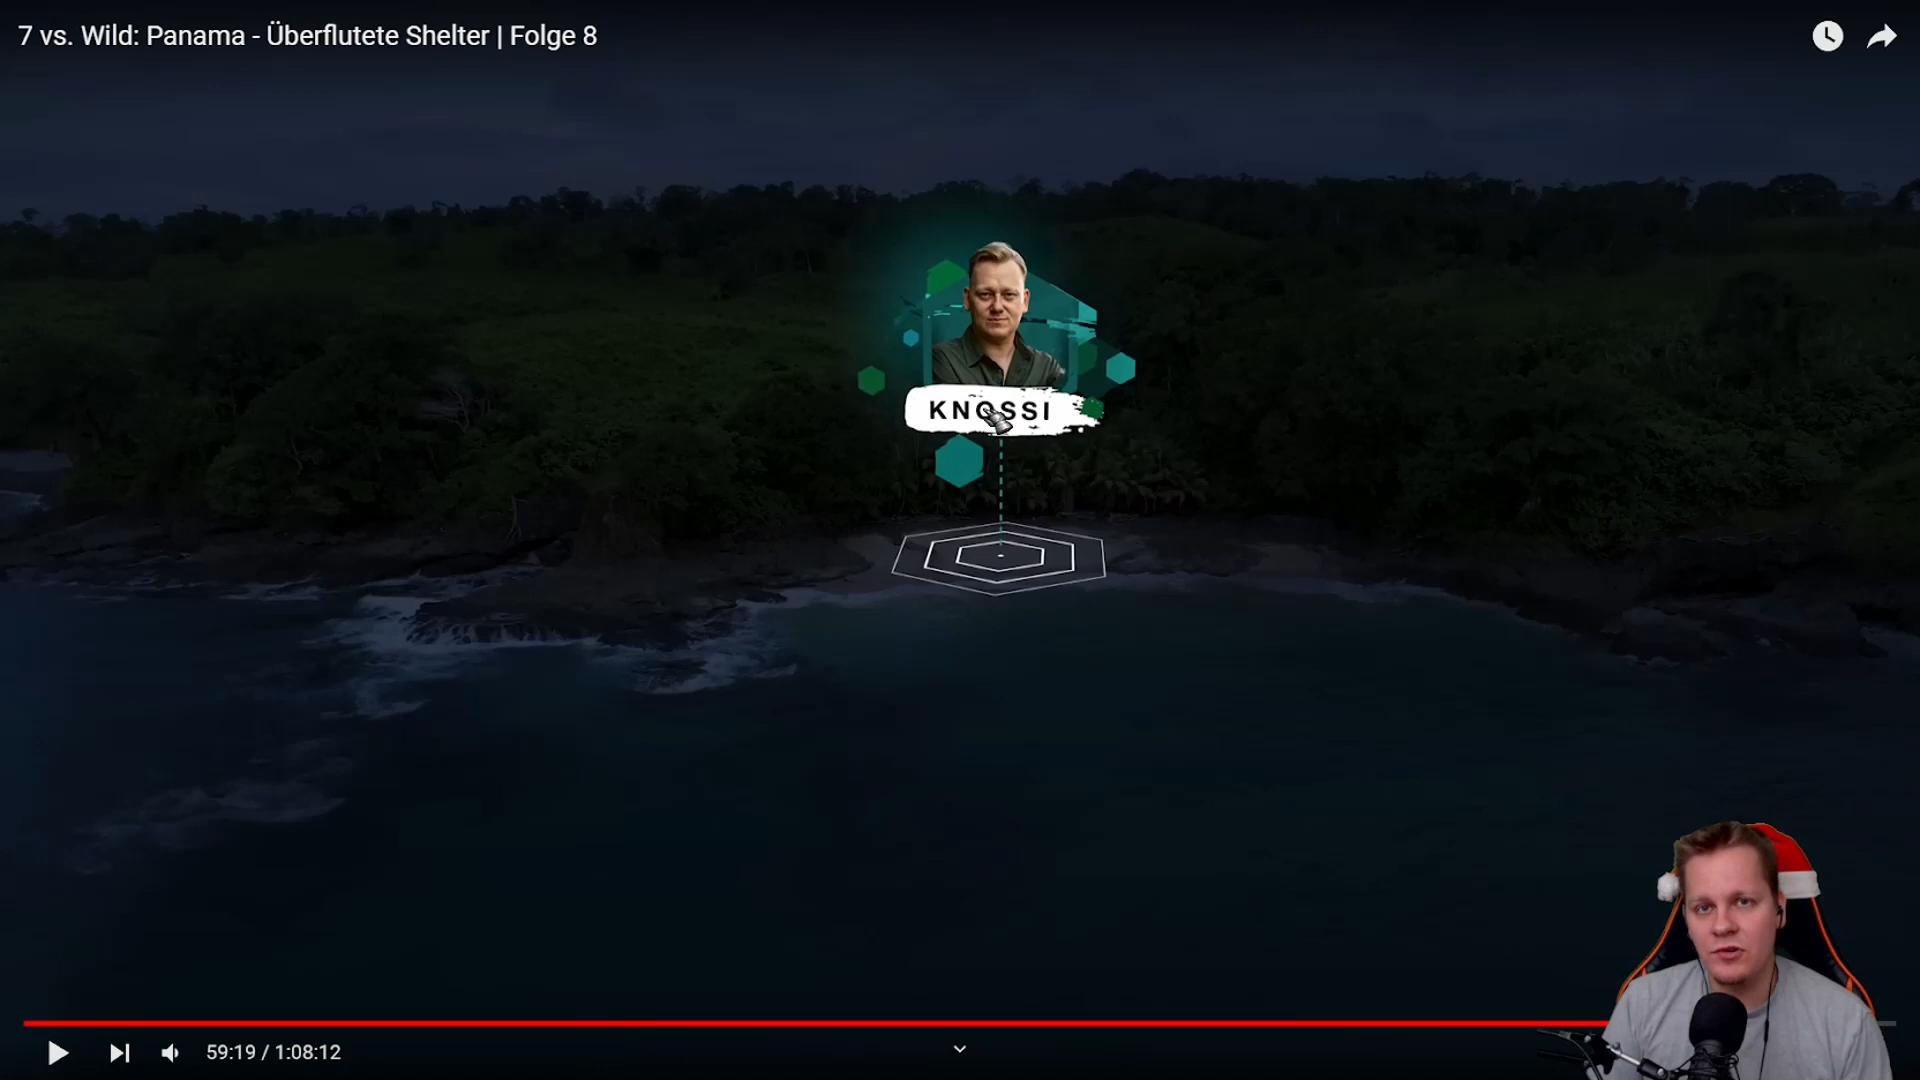 7 vs. Wild: Panama - Überflutete Shelter | Folge 8
KNOSSI
59:19 / 1:08:12